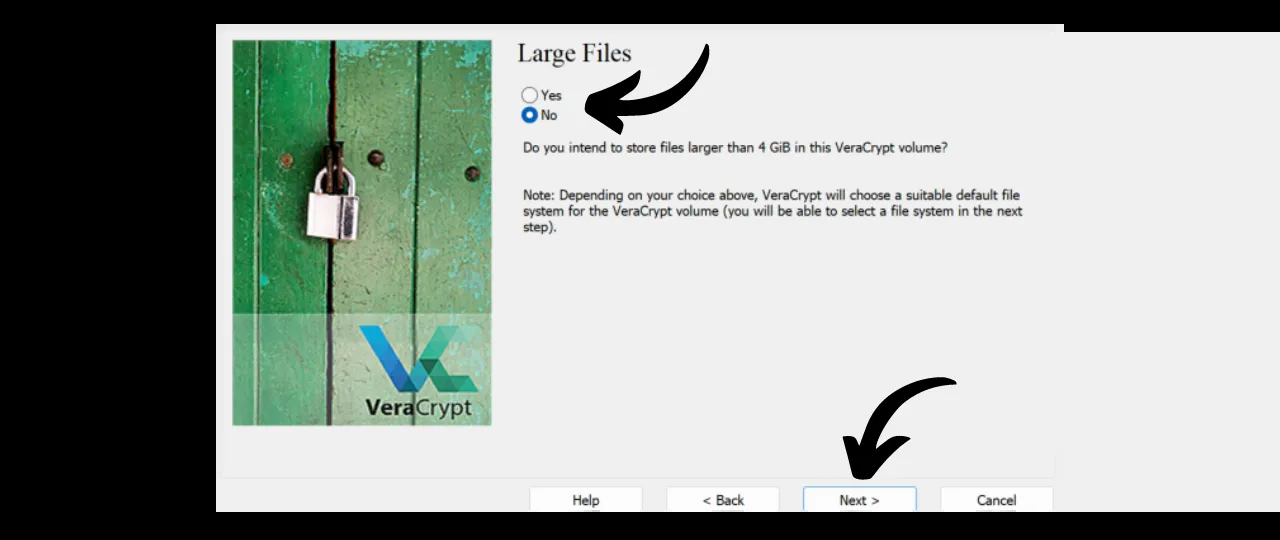 Large Files
Yes
No
Do you intend to store files larger than 4 GiB in this VeraCrypt volume?
Note: Depending on your choice above, VeraCrypt will choose a suitable default file
system for the VeraCrypt volume (you will be able to select a file system in the next
step).
VeraCrypt
Help
< Back
Next >
Cancel